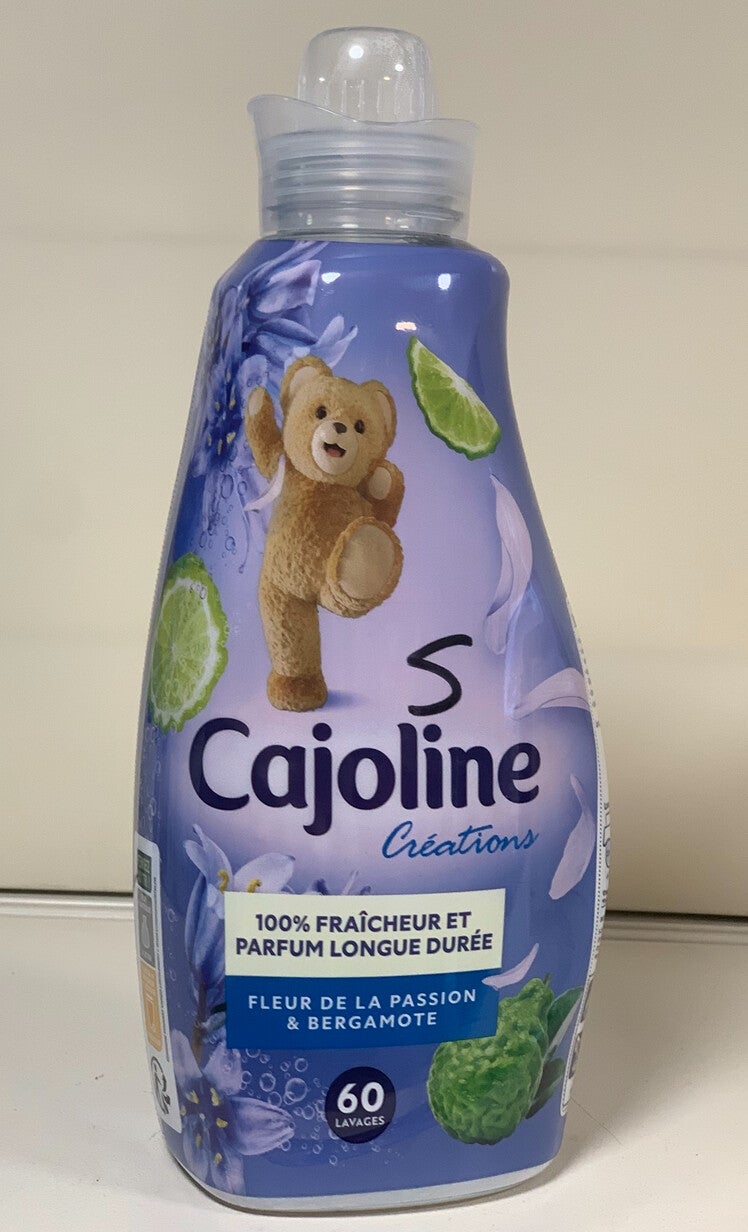 S
Cajoline
Créations
100% FRAÎCHEUR ET
PARFUM LONGUE DURÉE
FLEUR DE LA PASSION
& BERGAMOTE
60
LAVAGES